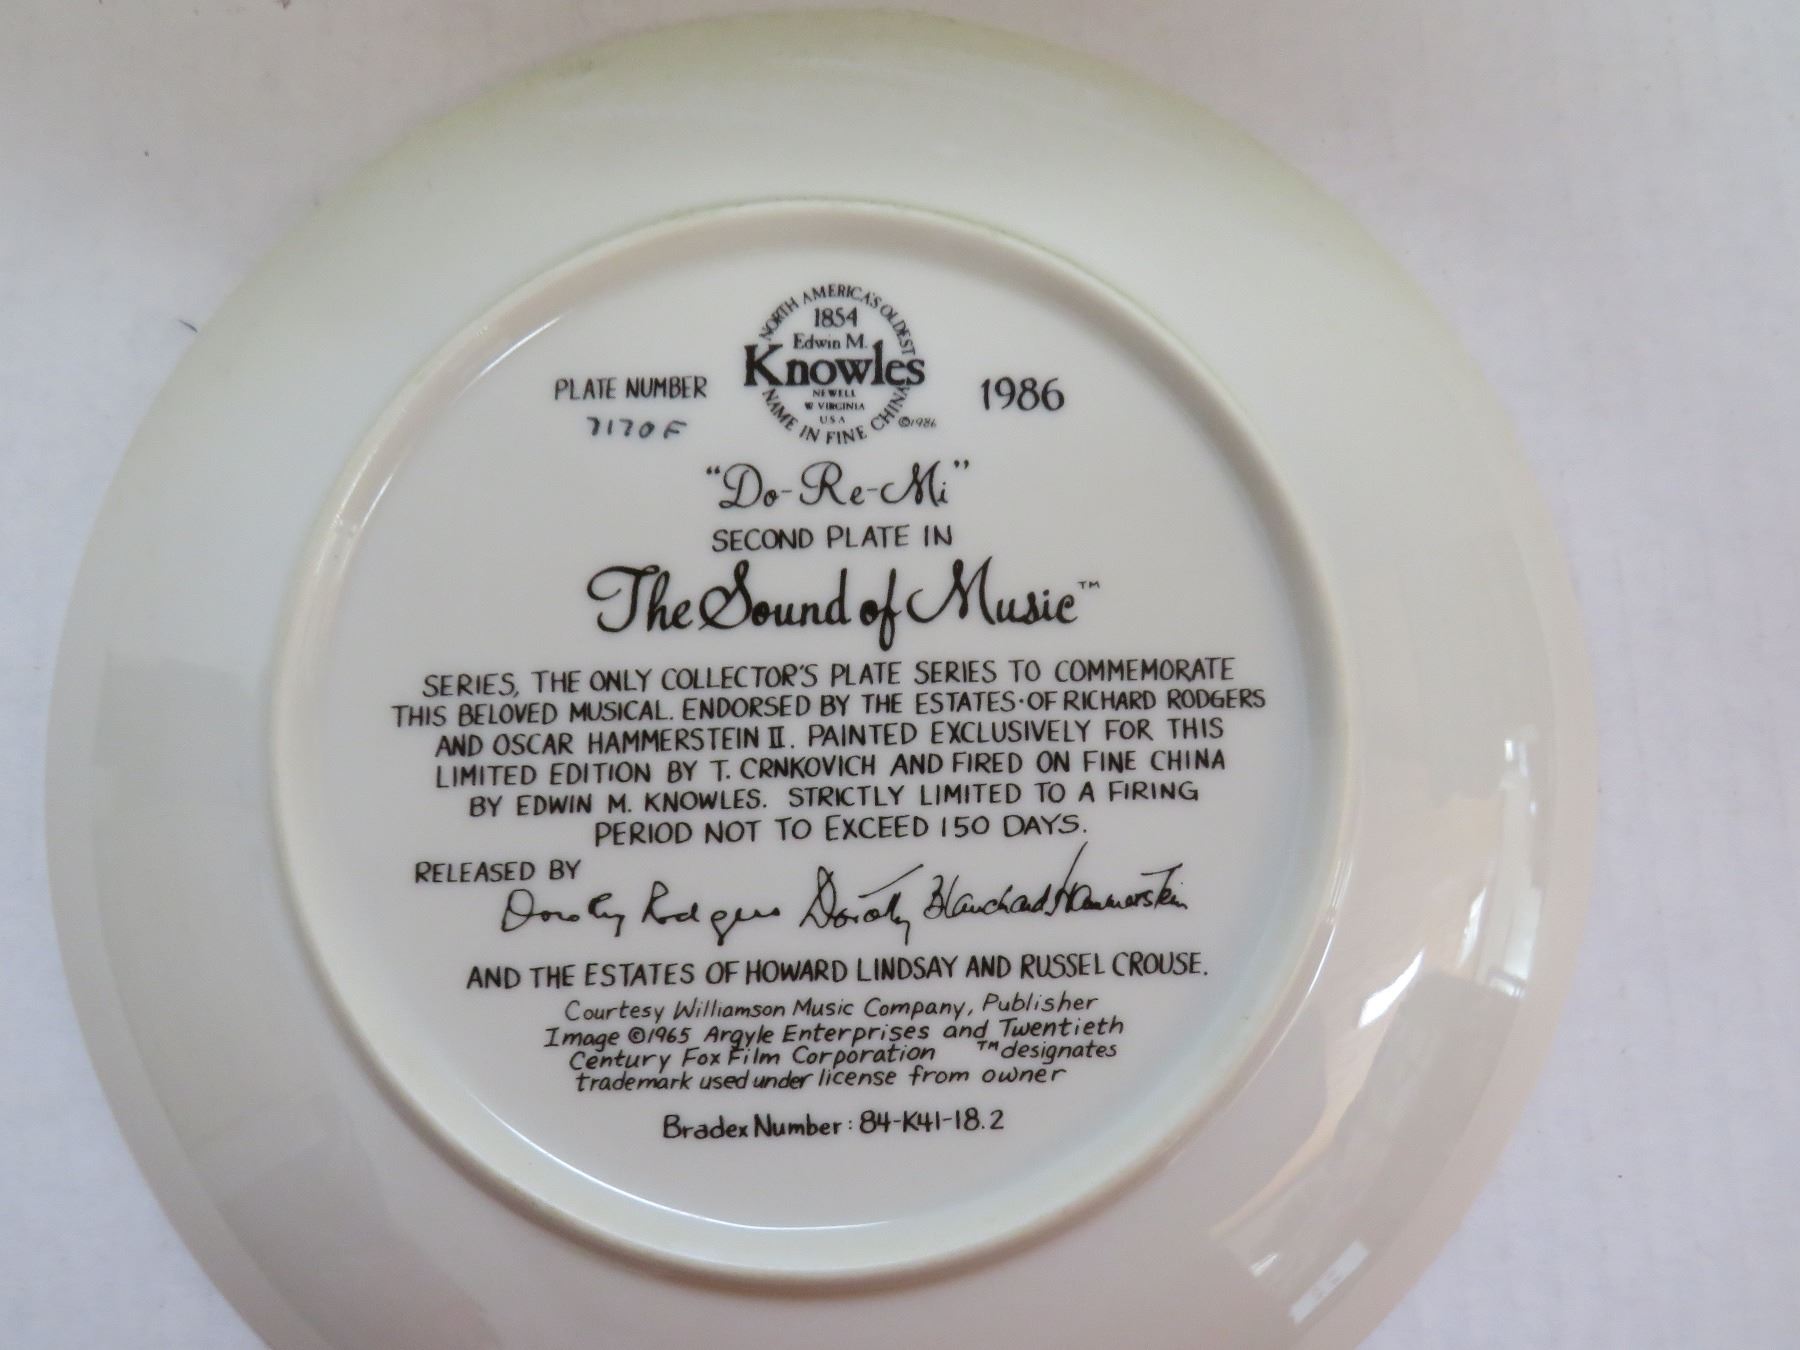 NORTH AMERICA'S OLDEST
1854
Edwin M.
Knowles
NEWELL
W VIRGINIA
USA
NAME IN FINE CHINA
©1986
PLATE NUMBER
7170F
1986
"Do-Re-Mi"
SECOND PLATE IN
The Sound of Music™
SERIES, THE ONLY COLLECTOR'S PLATE SERIES TO COMMEMORATE
THIS BELOVED MUSICAL. ENDORSED BY THE ESTATES·OF RICHARD RODGERS
AND OSCAR HAMMERSTEIN II. PAINTED EXCLUSIVELY FOR THIS
LIMITED EDITION BY T. CRNKOVICH AND FIRED ON FINE CHINA
BY EDWIN M. KNOWLES. STRICTLY LIMITED TO A FIRING
PERIOD NOT TO EXCEED 150 DAYS.
RELEASED BY
Dorothy Rodgers Dorothy Blanchard Hammerstein
AND THE ESTATES OF HOWARD LINDSAY AND RUSSEL CROUSE.
Courtesy Williamson Music Company, Publisher
Image ©1965 Argyle Enterprises and Twentieth
Century Fox Film Corporation ™designates
trademark used under license from owner
Bradex Number: 84-K41-18.2